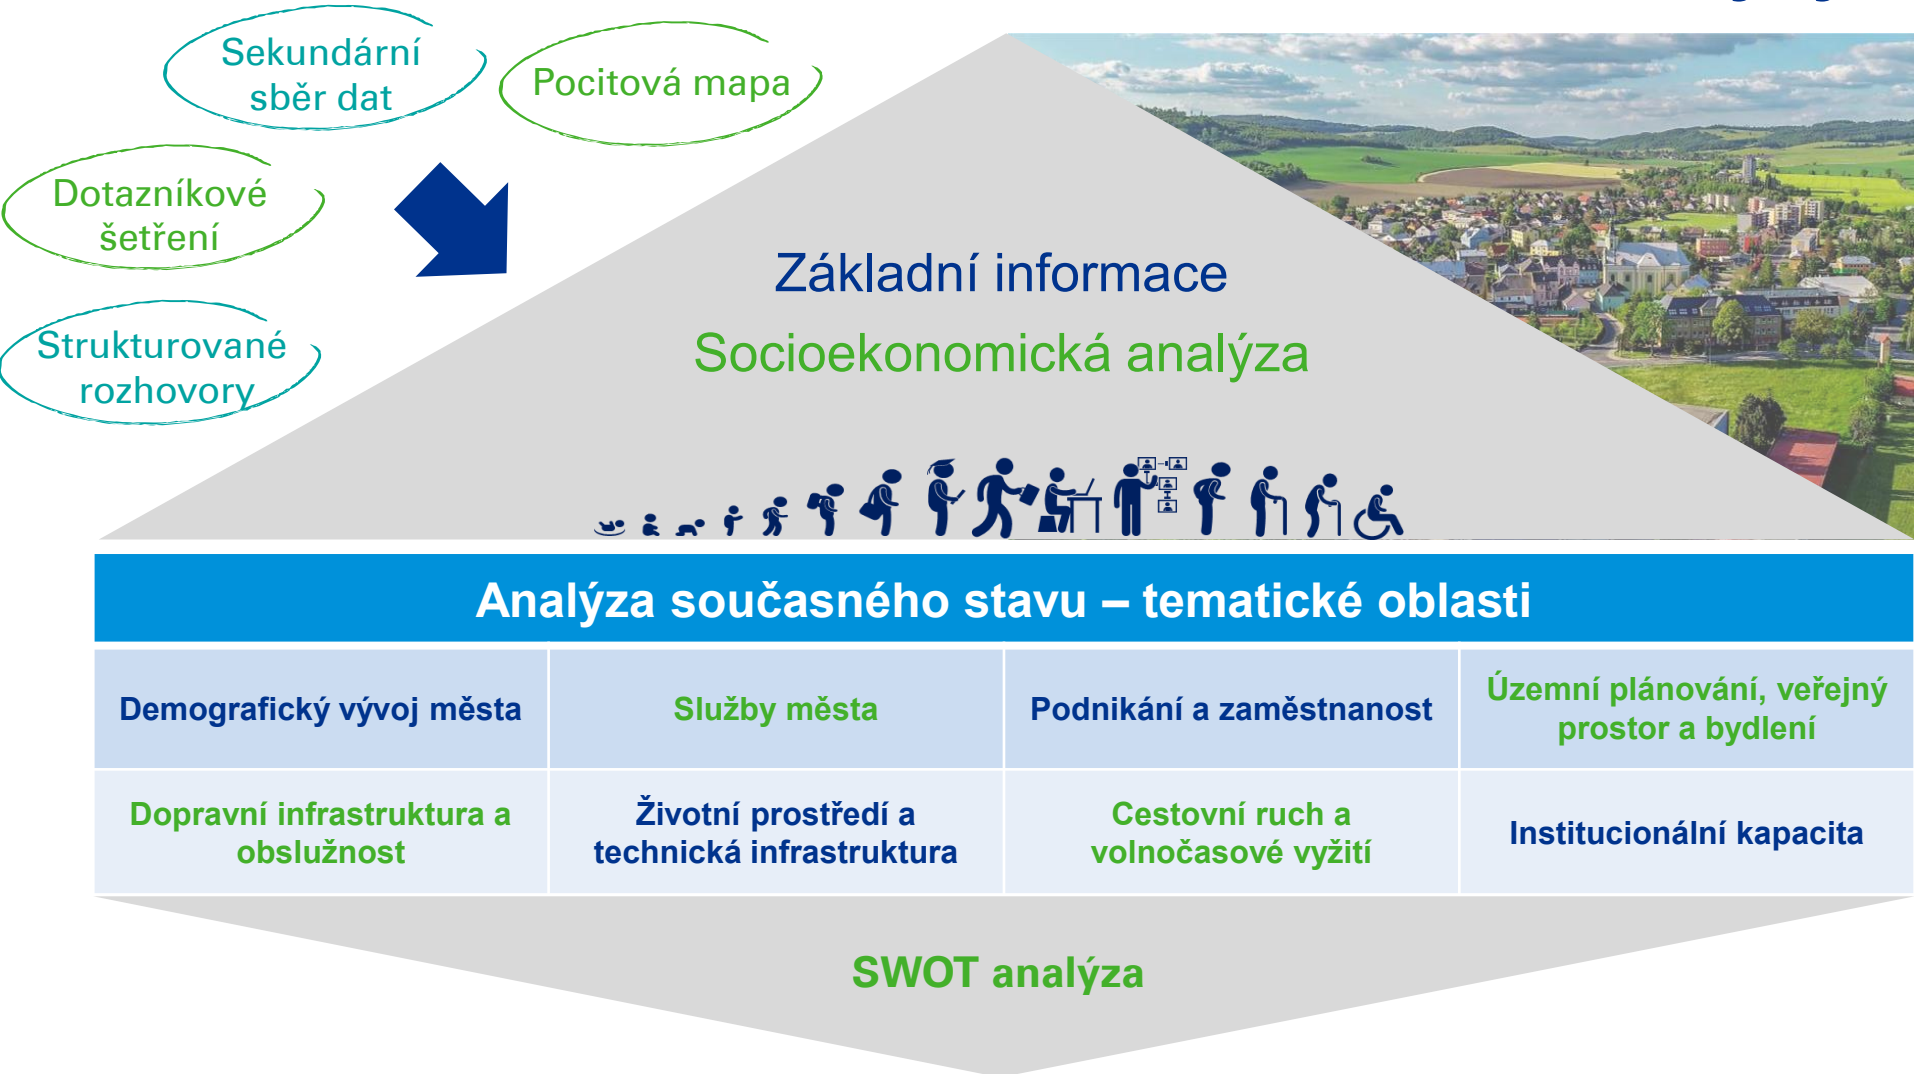 Sekundární
sběr dat
Pocitová mapa
Dotazníkové
šetření
Strukturované
rozhovory
Základní informace
Socioekonomická analýza
Analýza současného stavu – tematické oblasti
Demografický vývoj města
Služby města
Podnikání a zaměstnanost
Územní plánování, veřejný
prostor a bydlení
Dopravní infrastruktura a
obslužnost
Životní prostředí a
technická infrastruktura
Cestovní ruch a
volnočasové vyžití
Institucionální kapacita
SWOT analýza